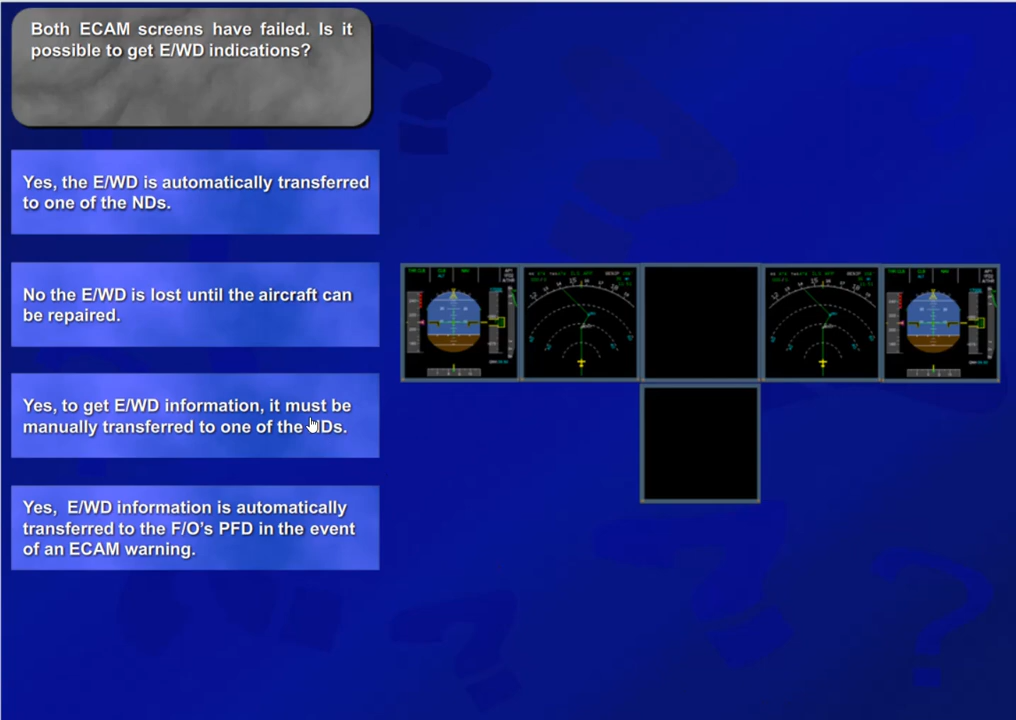 Both ECAM screens have failed. Is it
possible to get E/WD indications?
Yes, the E/WD is automatically transferred
to one of the NDs.
No the E/WD is lost until the aircraft can
be repaired.
Yes, to get E/WD information, it must be
manually transferred to one of the NDs.
Yes, E/WD information is automatically
transferred to the F/O's PFD in the event
of an ECAM warning.